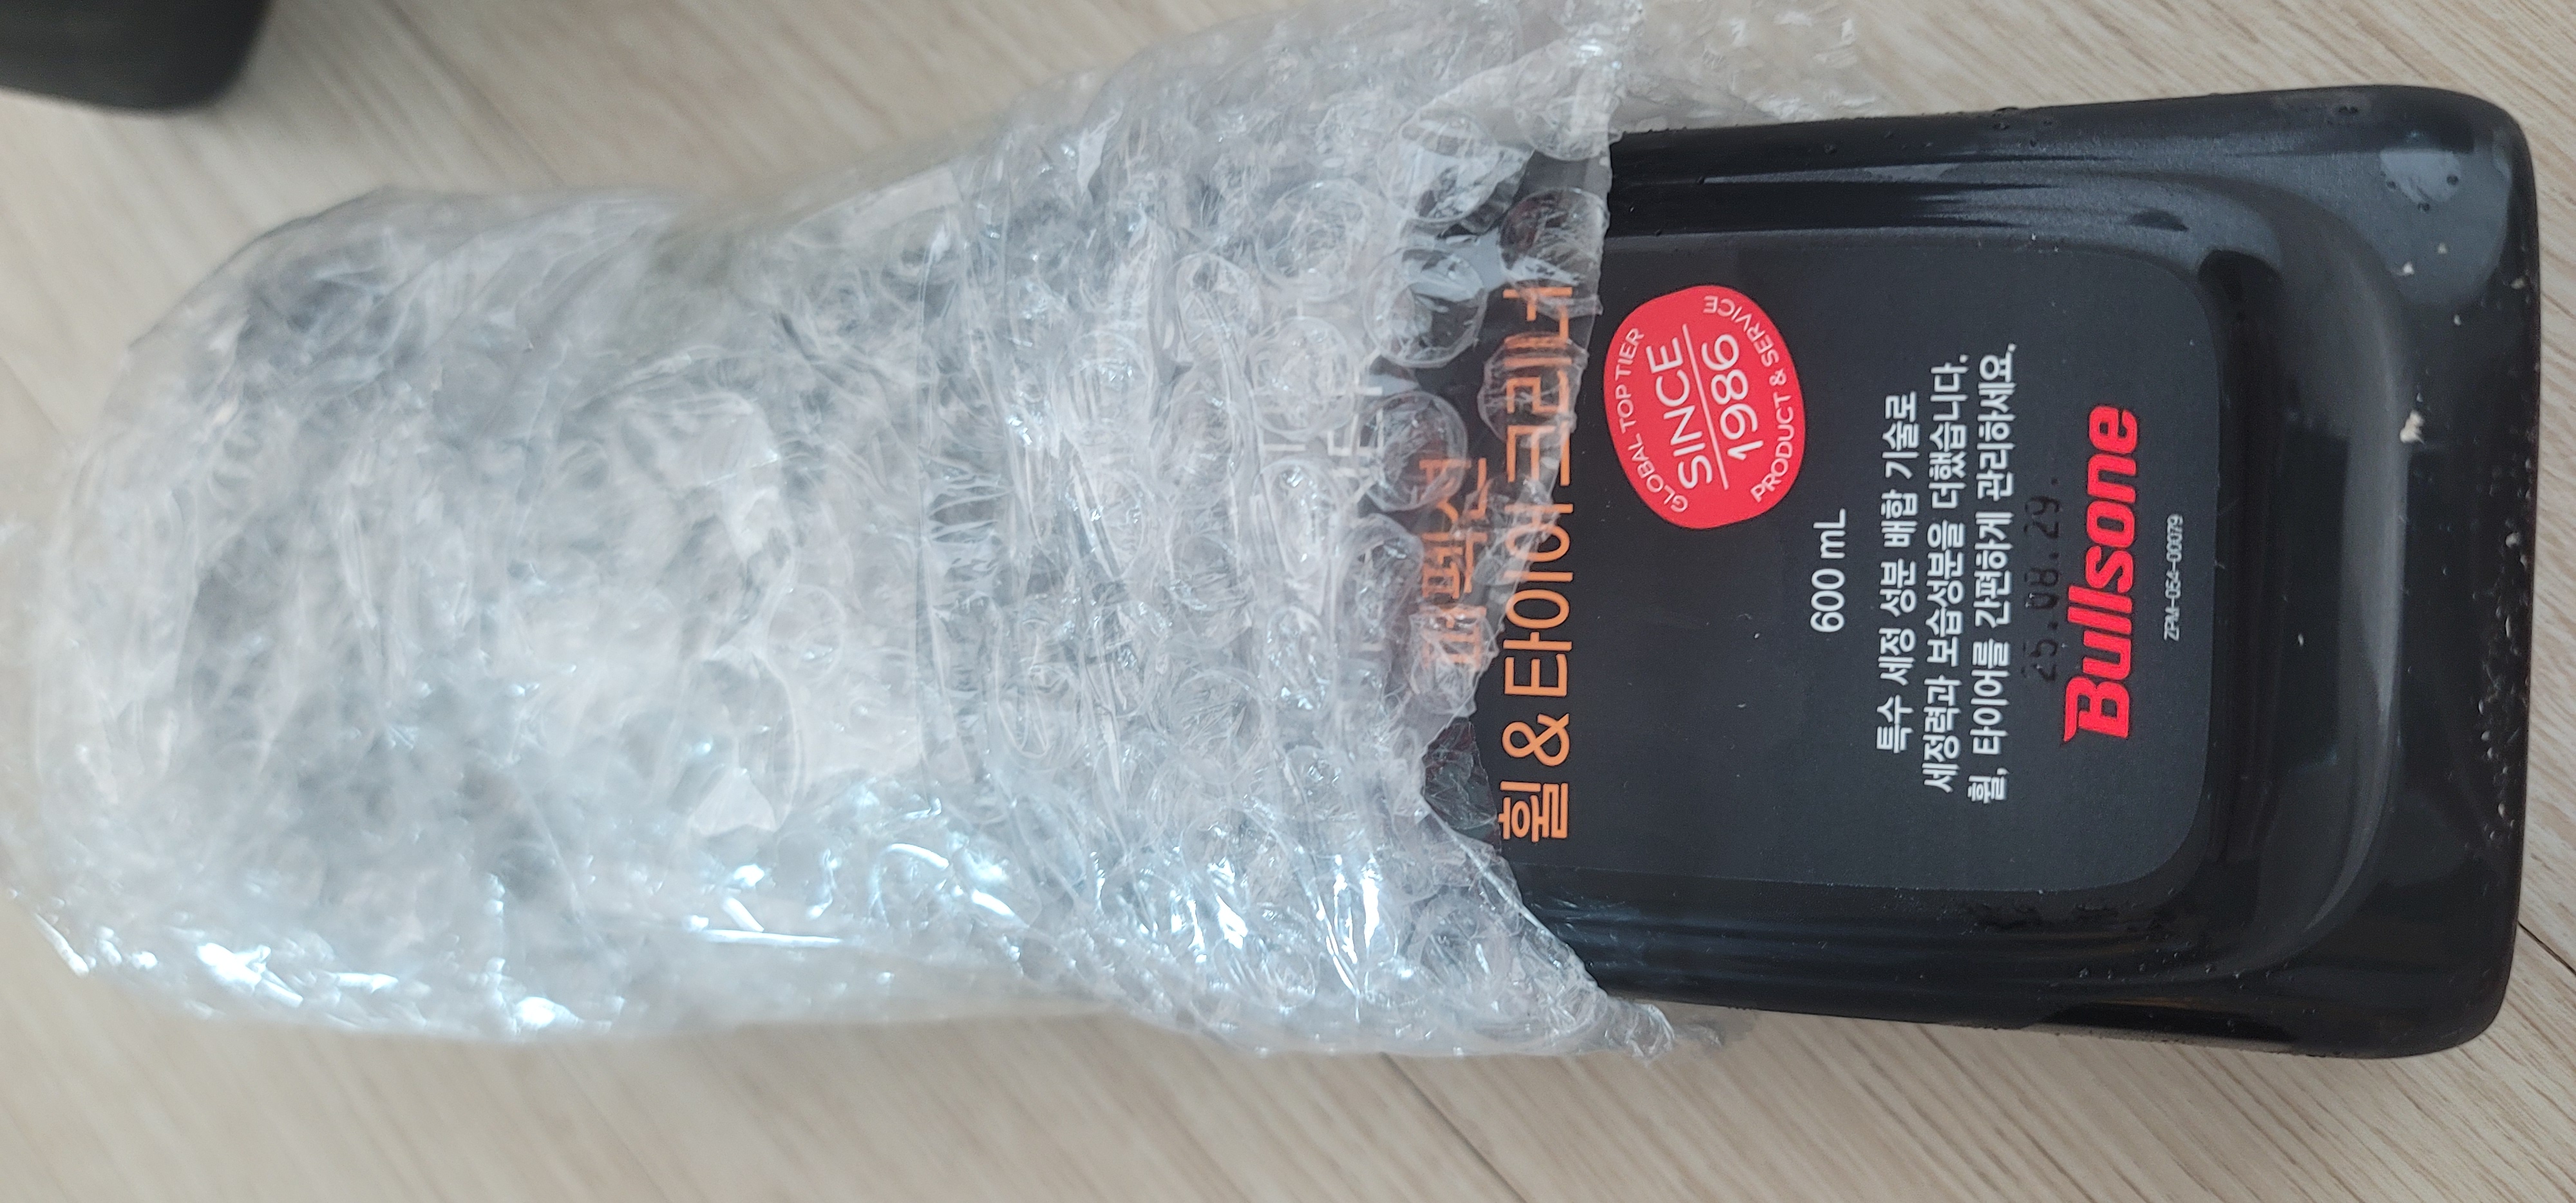 퍼펙션
휠 & 타이어 크리너
GLOBAL TOP TIER
SINCE
1986
PRODUCT & SERVICE
600 mL
특수 세정 성분 배합 기술로
세정력과 보습성분을 더했습니다.
휠, 타이어를 간편하게 관리하세요.
25.08.29.
Bullsone
ZPM-054-00079